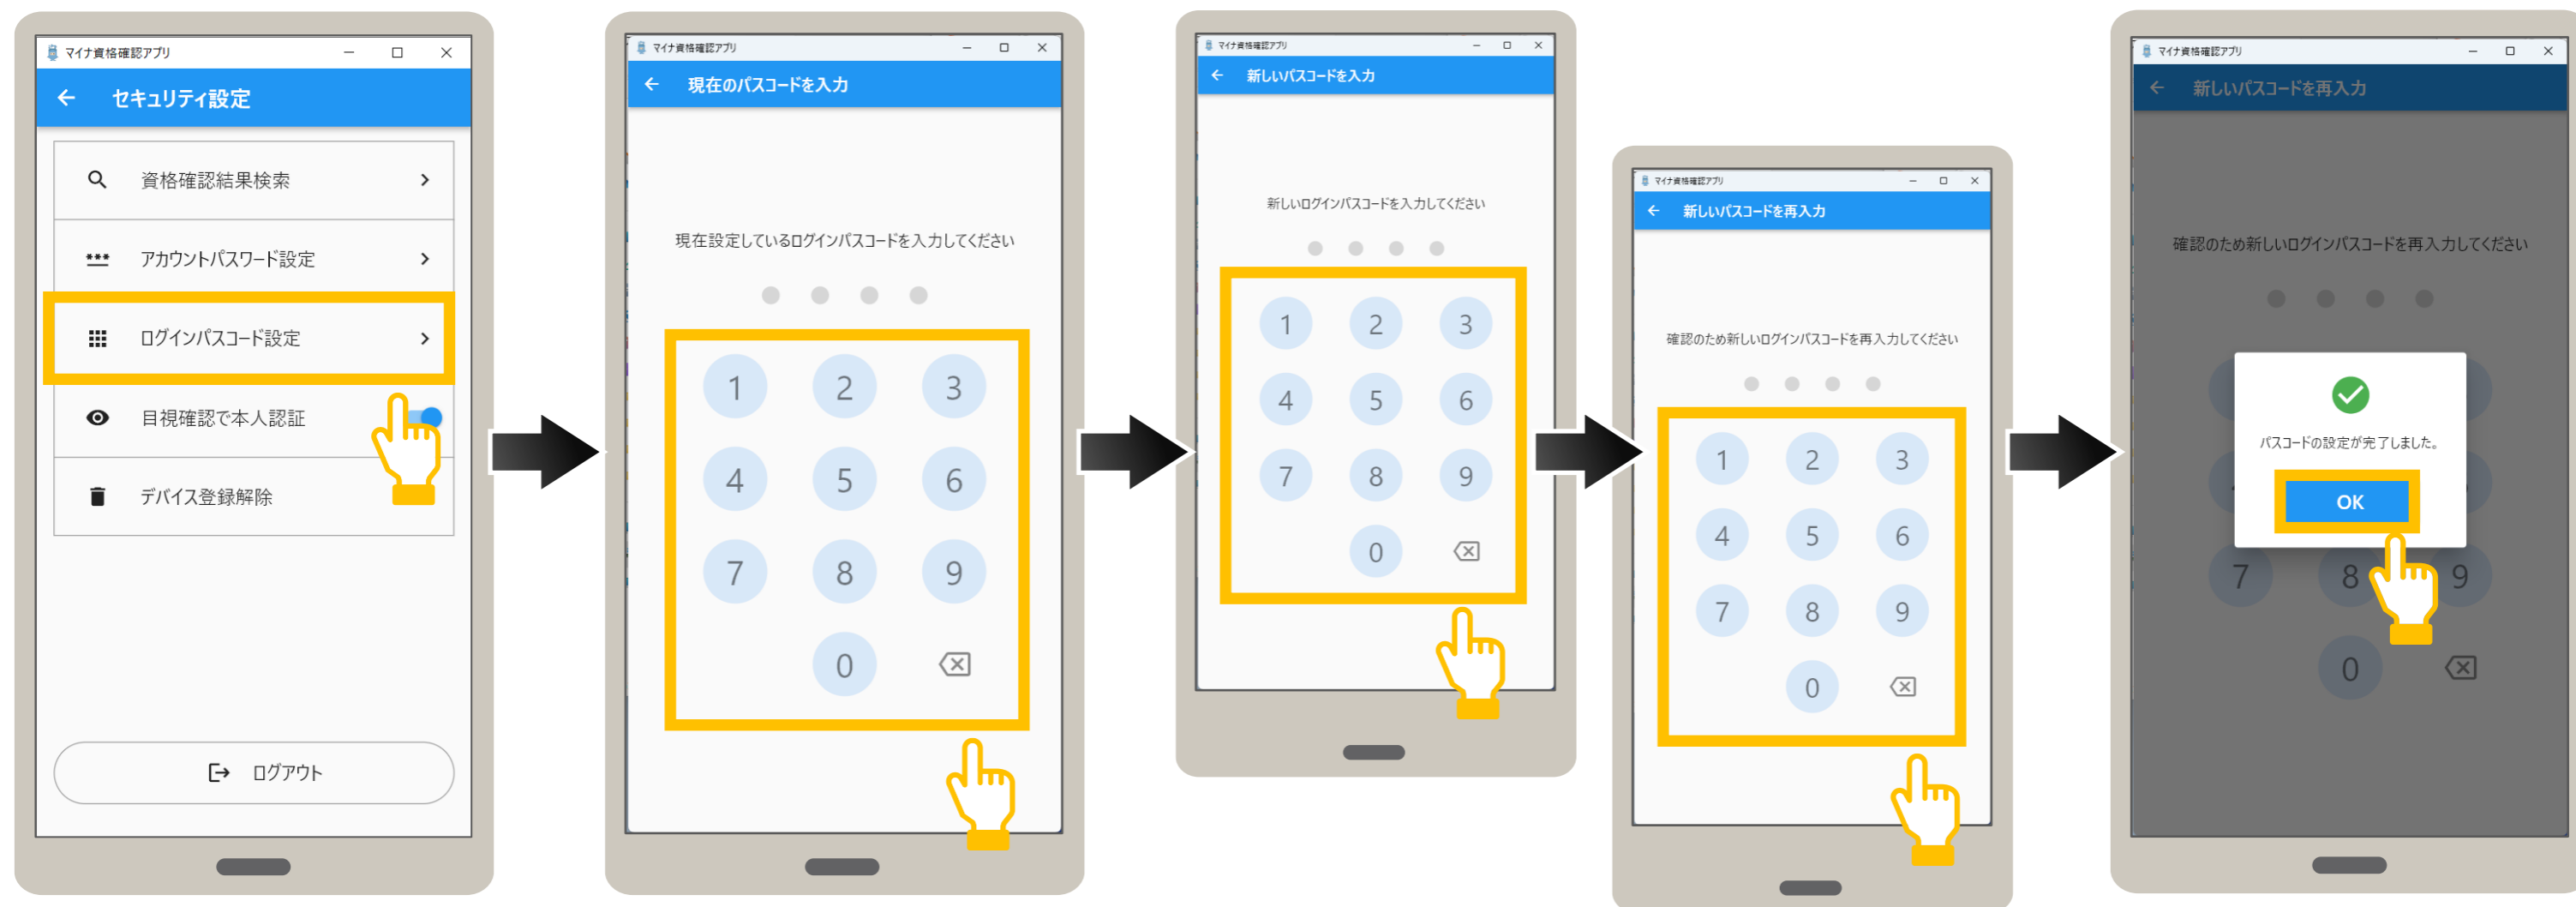 マイナ資格確認アプリ
セキュリティ設定
資格確認結果検索
アカウントパスワード設定
ログインパスコード設定
目視確認で本人認証
デバイス登録解除
ログアウト
マイナ資格確認アプリ
現在のパスコードを入力
現在設定しているログインパスコードを入力してください
1 2 3
4 5 6
7 8 9
0
マイナ資格確認アプリ
新しいパスコードを入力
新しいログインパスコードを入力してください
1 2 3
4 5 6
7 8 9
0
マイナ資格確認アプリ
新しいパスコードを再入力
確認のため新しいログインパスコードを再入力してください
1 2 3
4 5 6
7 8 9
0
マイナ資格確認アプリ
新しいパスコードを再入力
確認のため新しいログインパスコードを再入力してください
パスコードの設定が完了しました。
OK
7 8 9
0